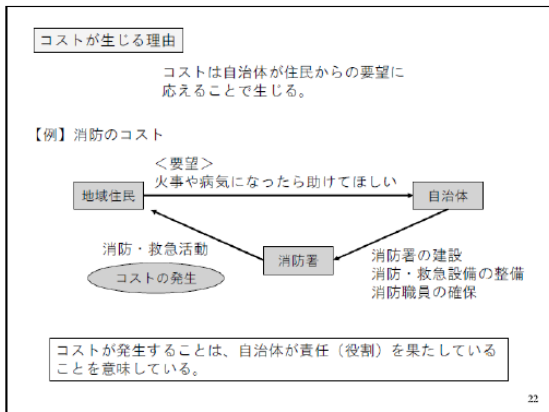 コストが生じる理由
コストは自治体が住民からの要望に
応えることで生じる。
【例】消防のコスト
＜要望＞
火事や病気になったら助けてほしい
地域住民
自治体
消防・救急活動
コストの発生
消防署
消防署の建設
消防・救急設備の整備
消防職員の確保
コストが発生することは、自治体が責任（役割）を果たしている
ことを意味している。
22